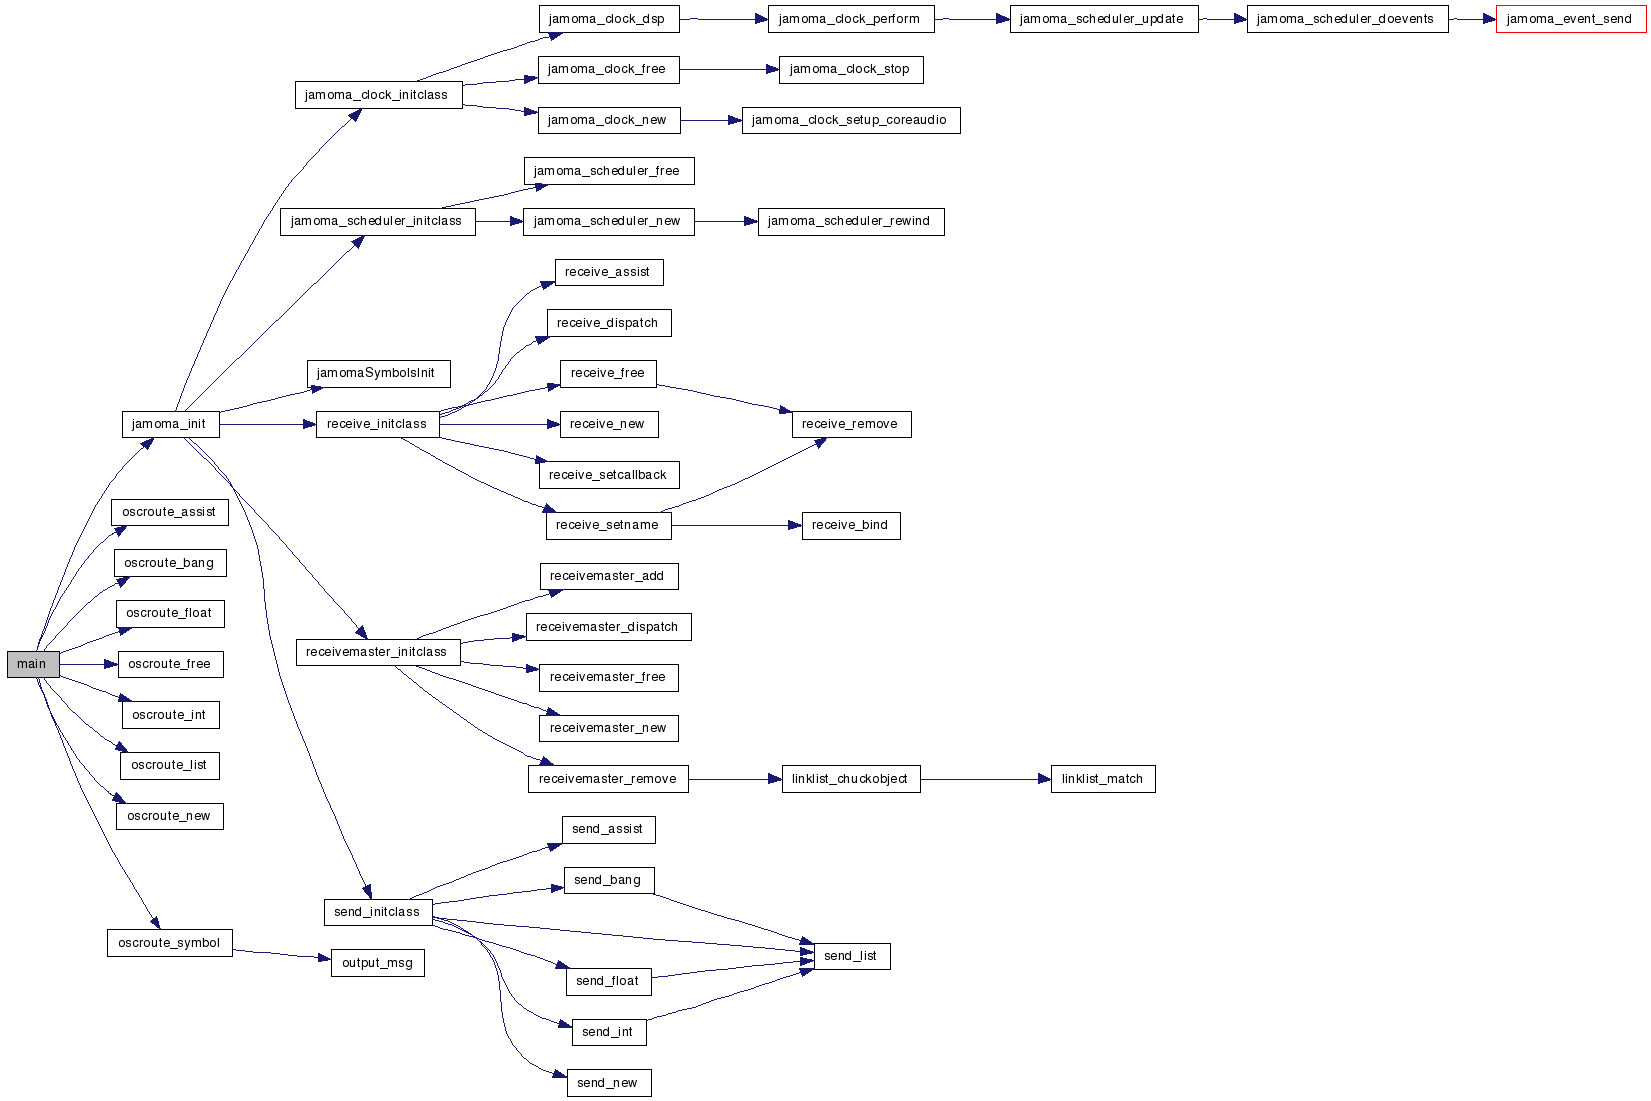 jamoma_clock_dsp
jamoma_clock_perform
jamoma_scheduler_update
jamoma_scheduler_doevents
jamoma_event_send
jamoma_clock_free
jamoma_clock_stop
jamoma_clock_initclass
jamoma_clock_new
jamoma_clock_setup_coreaudio
jamoma_scheduler_free
jamoma_scheduler_initclass
jamoma_scheduler_new
jamoma_scheduler_rewind
receive_assist
receive_dispatch
jamomaSymbolsInit
receive_free
jamoma_init
receive_initclass
receive_new
receive_remove
receive_setcallback
oscroute_assist
receive_setname
receive_bind
oscroute_bang
receivemaster_add
oscroute_float
receivemaster_dispatch
main
oscroute_free
receivemaster_initclass
receivemaster_free
oscroute_int
receivemaster_new
oscroute_list
receivemaster_remove
linklist_chuckobject
linklist_match
oscroute_new
send_assist
send_bang
send_initclass
oscroute_symbol
output_msg
send_list
send_float
send_int
send_new